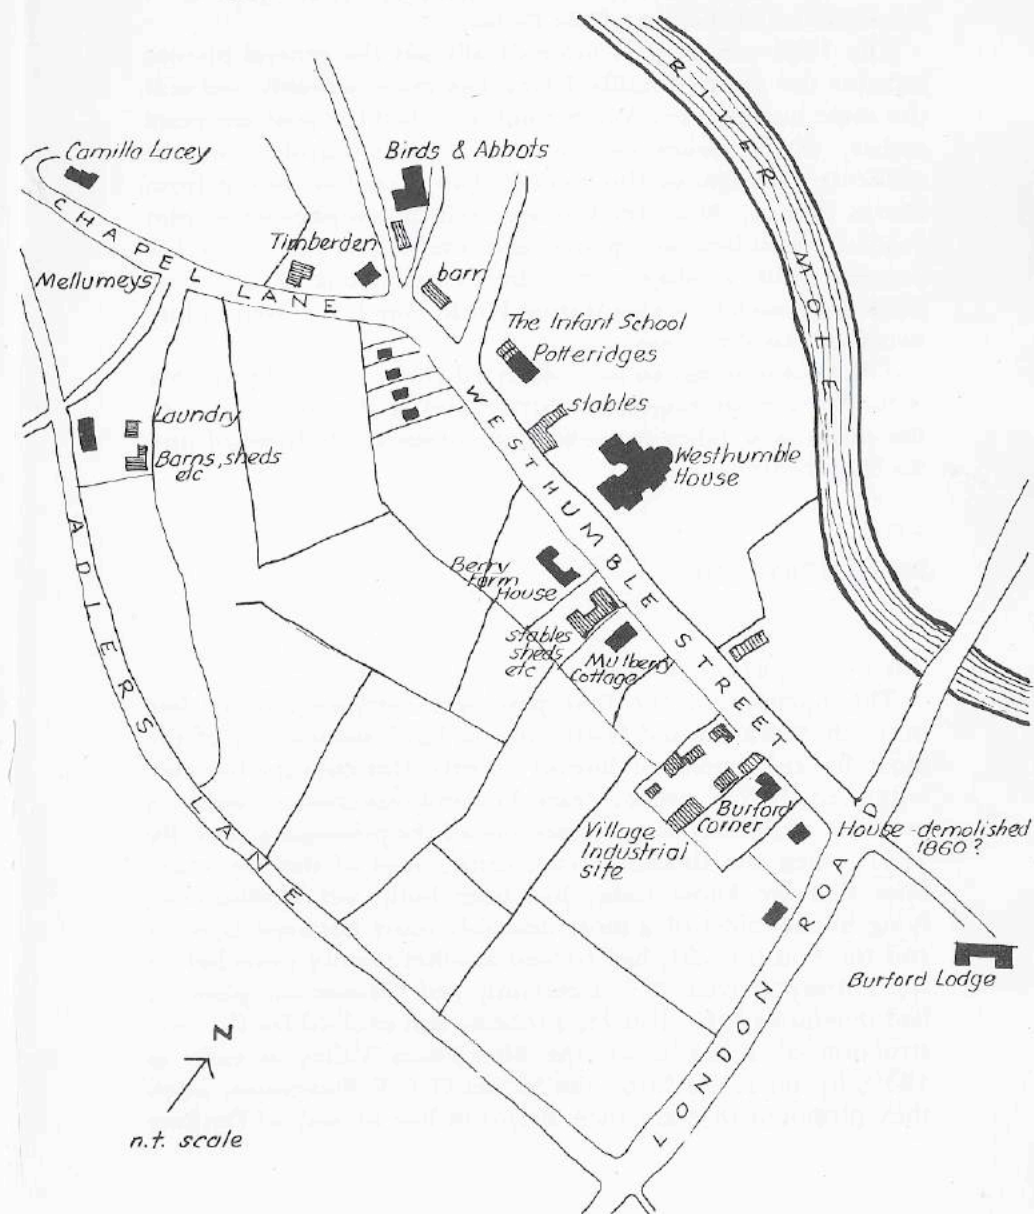 RIVER MOLE
Camilla Lacey
Birds & Abbots
CHAPEL LANE
Timberden
Mellumeys
barn
The Infant School
Potteridges
stables
Westhumble
House
WESTHUMBLE STREET
Laundry
Barns, sheds
etc
ADLERS LANE
Berry
Farm
House
stables
sheds
etc
Mulberry
Cottage
Burford
Corner
Village
Industrial
site
House - demolished
1860?
LONDON ROAD
Burford Lodge
N
n.t. scale